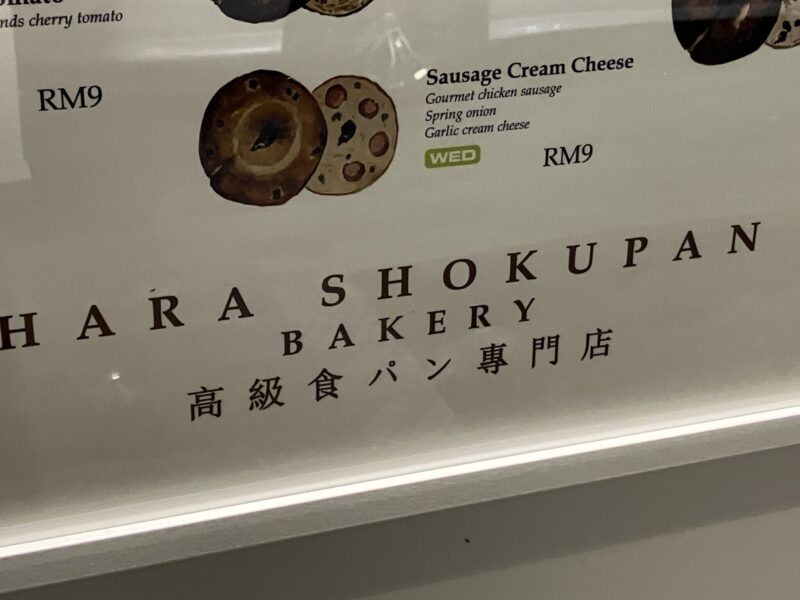 nds cherry tomato
RM9
Sausage Cream Cheese
Gourmet chicken sausage
Spring onion
Garlic cream cheese
WED
RM9
HARA SHOKUPAN
BAKERY
高級食パン專門店